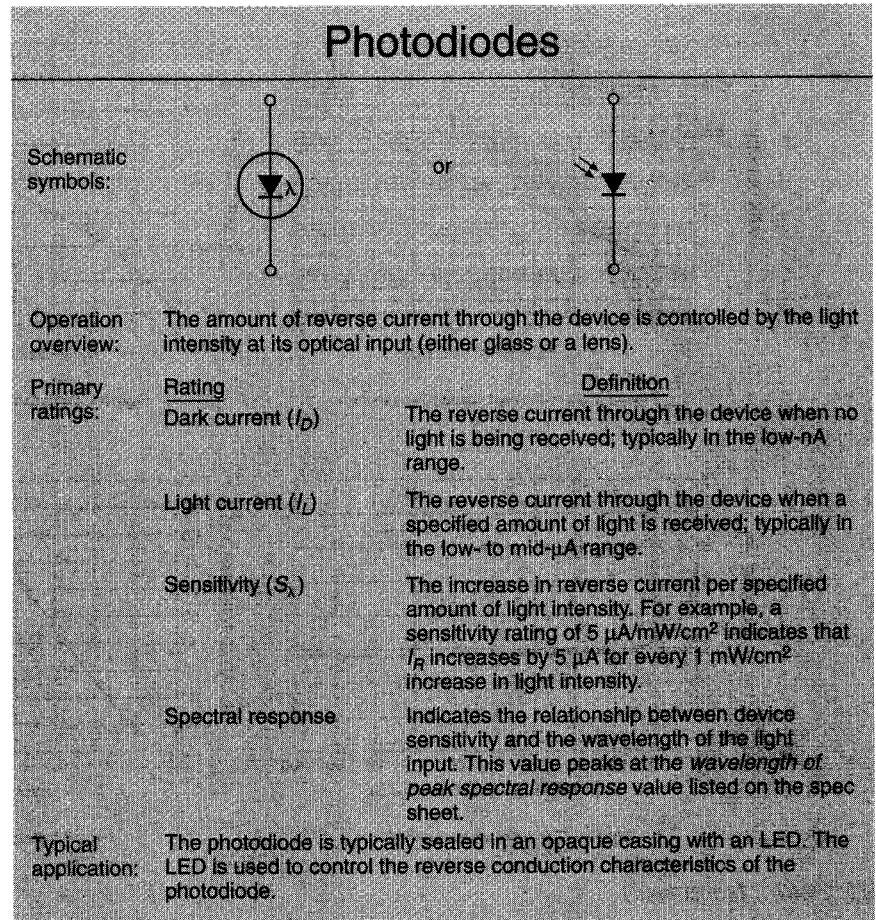 Photodiodes
Schematic
symbols:
λ
or
Operation
overview:
The amount of reverse current through the device is controlled by the light
intensity at its optical input (either glass or a lens).
Primary
ratings:
Rating
Definition
Dark current (I_D)
The reverse current through the device when no
light is being received; typically in the low-nA
range.
Light current (I_L)
The reverse current through the device when a
specified amount of light is received; typically in
the low- to mid-μA range.
Sensitivity (S_λ)
The increase in reverse current per specified
amount of light intensity. For example, a
sensitivity rating of 5 μA/mW/cm² indicates that
I_R increases by 5 μA for every 1 mW/cm²
increase in light intensity.
Spectral response
Indicates the relationship between device
sensitivity and the wavelength of the light
input. This value peaks at the wavelength of
peak spectral response value listed on the spec
sheet.
Typical
application:
The photodiode is typically sealed in an opaque casing with an LED. The
LED is used to control the reverse conduction characteristics of the
photodiode.